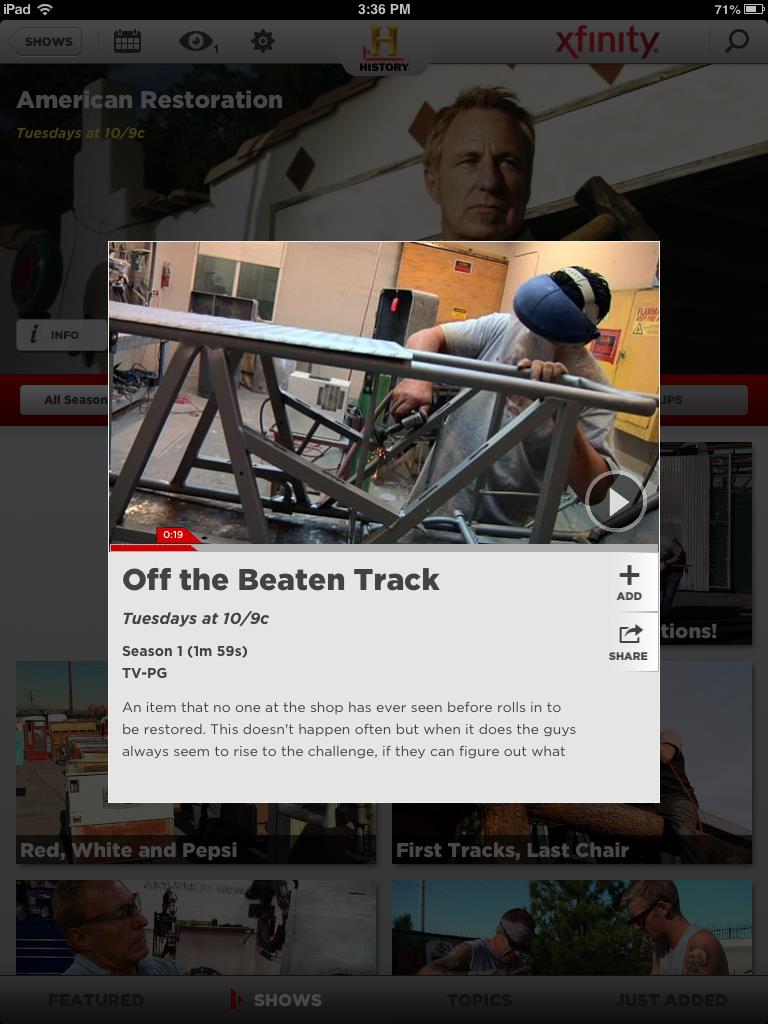 iPad 3:36 PM 71%
SHOWS 1 H HISTORY xfinity
American Restoration
Tuesdays at 10/9c
INFO
All Season LIPS
0:19
Off the Beaten Track
ADD
Tuesdays at 10/9c
Season 1 (1m 59s)
SHARE
TV-PG
An item that no one at the shop has ever seen before rolls in to
be restored. This doesn't happen often but when it does the guys
always seem to rise to the challenge, if they can figure out what
tions!
Red, White and Pepsi
First Tracks, Last Chair
FEATURED SHOWS TOPICS JUST ADDED